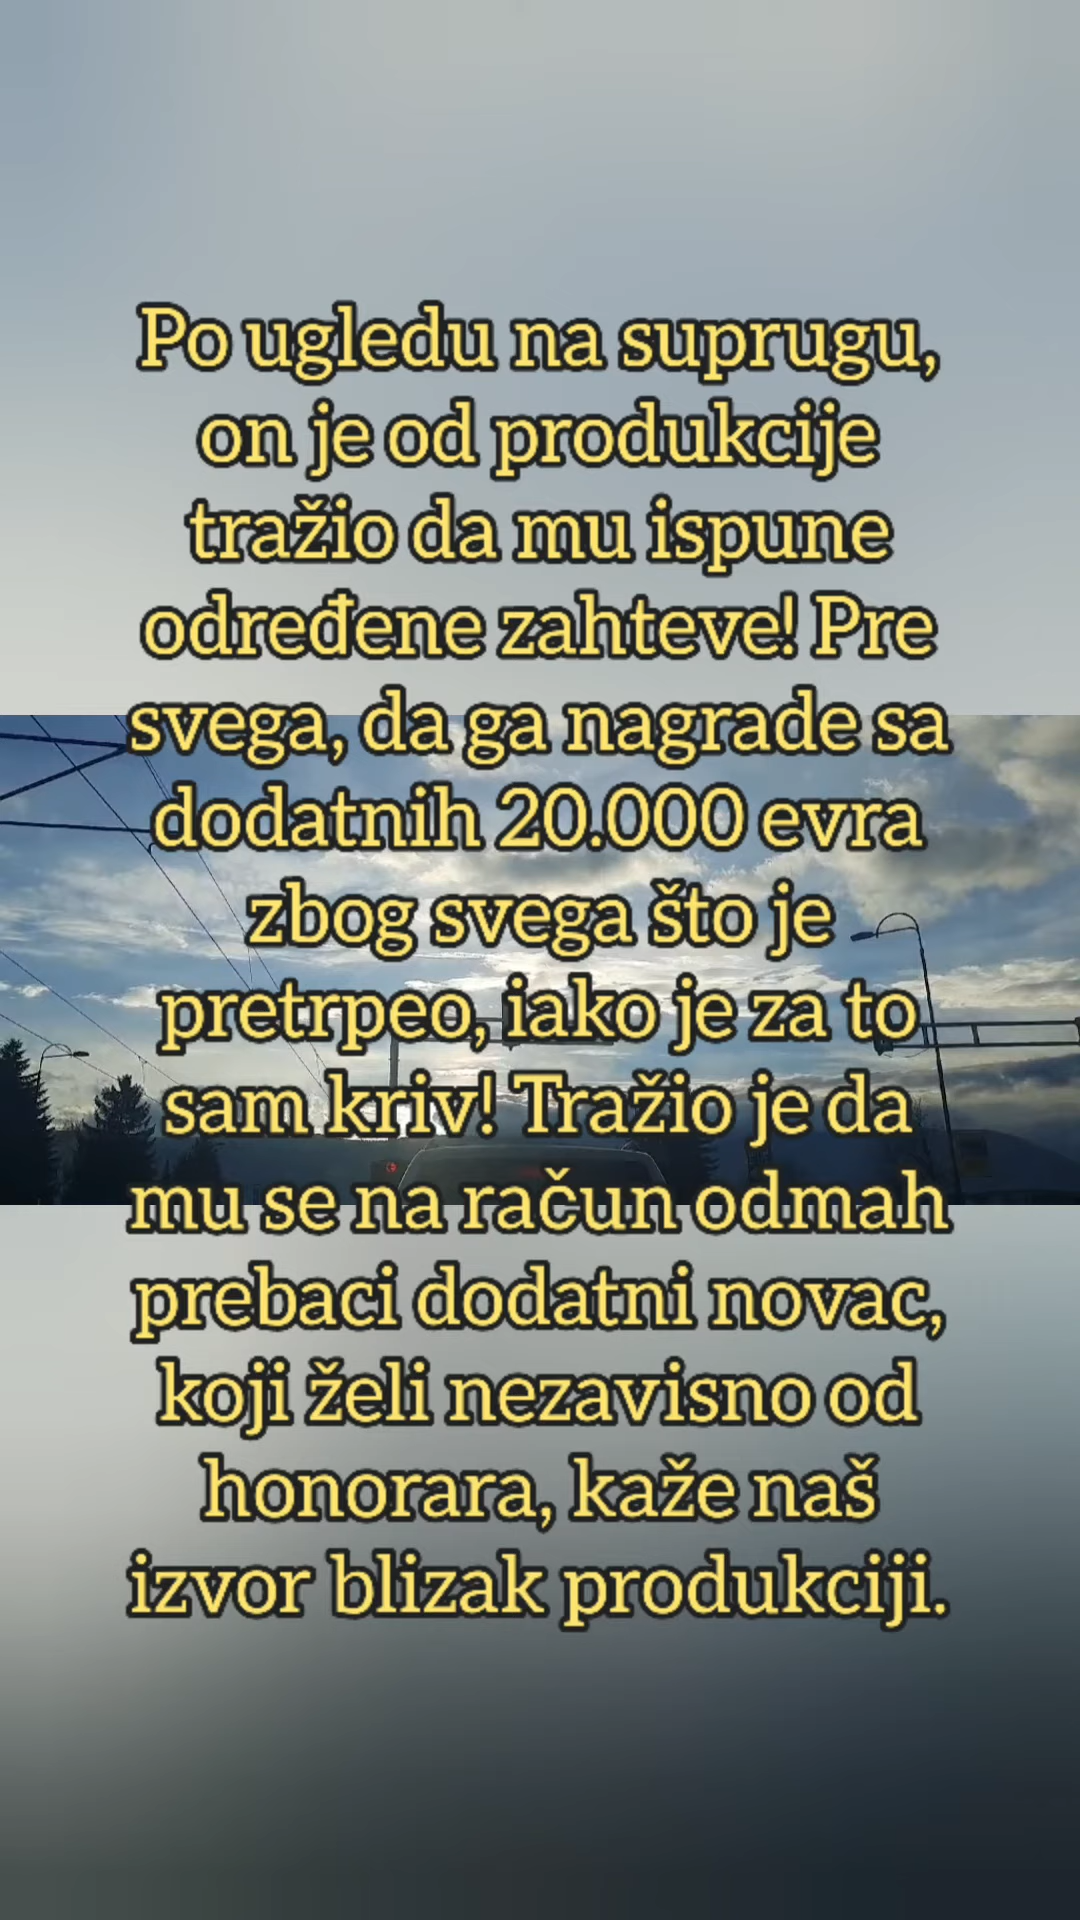 Po ugledu na suprugu,
on je od produkcije
tražio da mu ispune
određene zahteve! Pre
svega, da ga nagrade sa
dodatnih 20.000 evra
zbog svega što je
pretrpeo, iako je za to
sam kriv! Tražio je da
mu se na račun odmah
prebaci dodatni novac,
koji želi nezavisno od
honorara, kaže naš
izvor blizak produkciji.